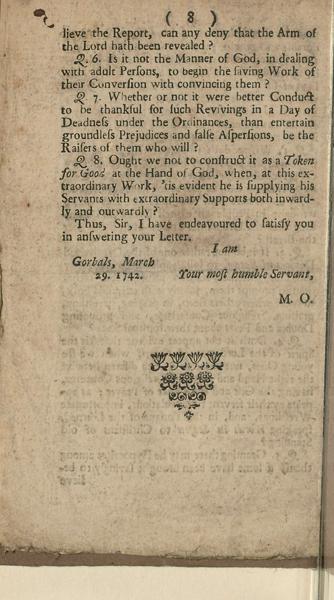 ( 8 )
lieve the Report, can any deny that the Arm of
the Lord hath been revealed ?
Q. 6. Is it not the Manner of God, in dealing
with adult Persons, to begin the saving Work of
their Conversion with convincing them ?
Q. 7. Whether or not it were better Conduct
to be thankful for such Revivings in a Day of
Deadness under the Ordinances, than entertain
groundless Prejudices and false Aspersions, be the
Raisers of them who will ?
Q. 8. Ought we not to construct it as a Token
for Good at the Hand of God, when, at this ex-
traordinary Work, 'tis evident he is supplying his
Servants with extraordinary Supports both inward-
ly and outwardly ?
Thus, Sir, I have endeavoured to satisfy you
in answering your Letter.
I am
Gorbals, March
29. 1742. Your most humble Servant,
M. O.